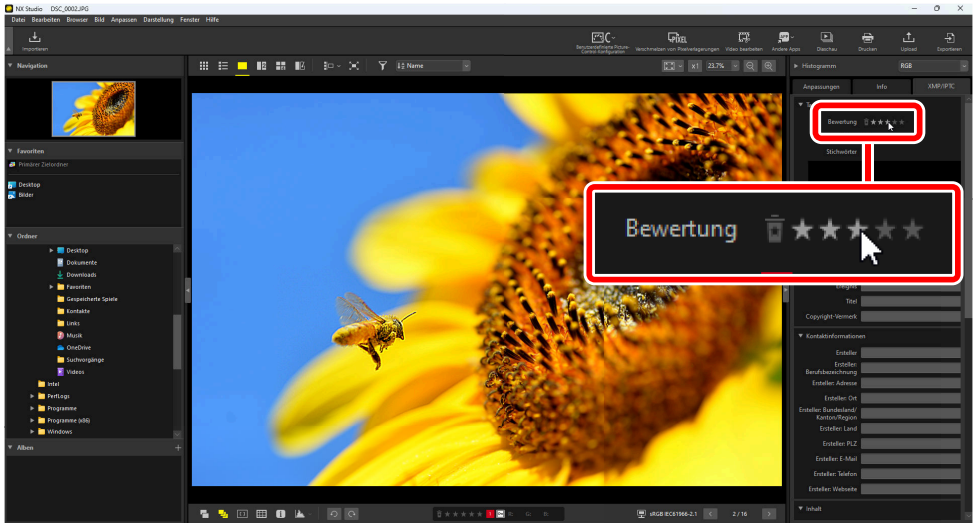 NX Studio DSC_0002.JPG
Datei Bearbeiten Browser Bild Anpassen Darstellung Fenster Hilfe
Importieren
Benutzerdefinierte Picture-Control-Konfiguration
Verschmelzen von Pixelverlagerungen
Video bearbeiten
Andere Apps
Diaschau
Drucken
Upload
Exportieren
Navigation
Name
x1
23.7%
Histogramm
RGB
Anpassungen
Info
XMP/IPTC
Bewertung
Stichwörter
Bewertung
Favoriten
Primärer Zielordner
Desktop
Bilder
Ordner
Desktop
Dokumente
Downloads
Favoriten
Gespeicherte Spiele
Kontakte
Links
Musik
OneDrive
Suchvorgänge
Videos
Intel
PerfLogs
Programme
Programme (x86)
Windows
Alben
Ereignis
Titel
Copyright-Vermerk
Kontaktinformationen
Ersteller
Ersteller:
Berufsbezeichnung
Ersteller: Adresse
Ersteller: Ort
Ersteller: Bundesland/
Kanton/Region
Ersteller: Land
Ersteller: PLZ
Ersteller: E-Mail
Ersteller: Telefon
Ersteller: Webseite
Inhalt
sRGB IEC61966-2.1
2 / 16